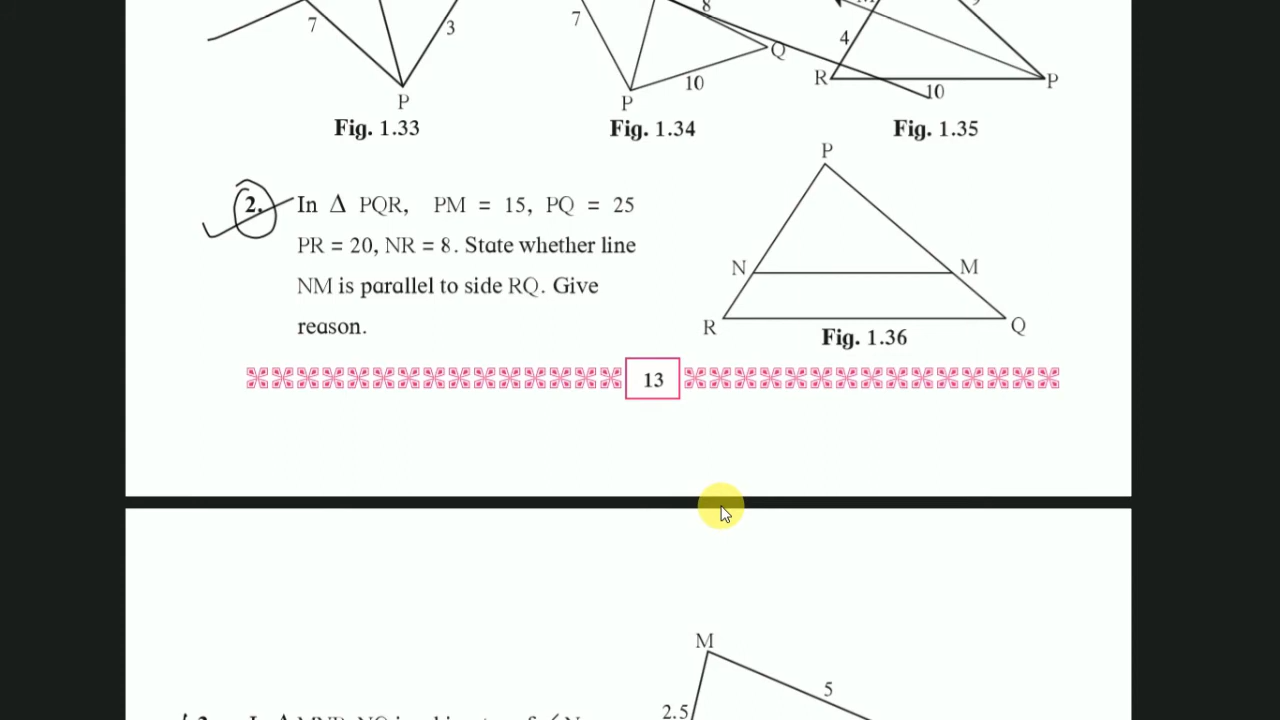 7
3
P
Fig. 1.33
7
8
Q
10
P
Fig. 1.34
4
R
P
10
Fig. 1.35
2. In Δ PQR, PM = 15, PQ = 25
PR = 20, NR = 8. State whether line
NM is parallel to side RQ. Give
reason.
P
N
M
R
Q
Fig. 1.36
13
M
5
2.5